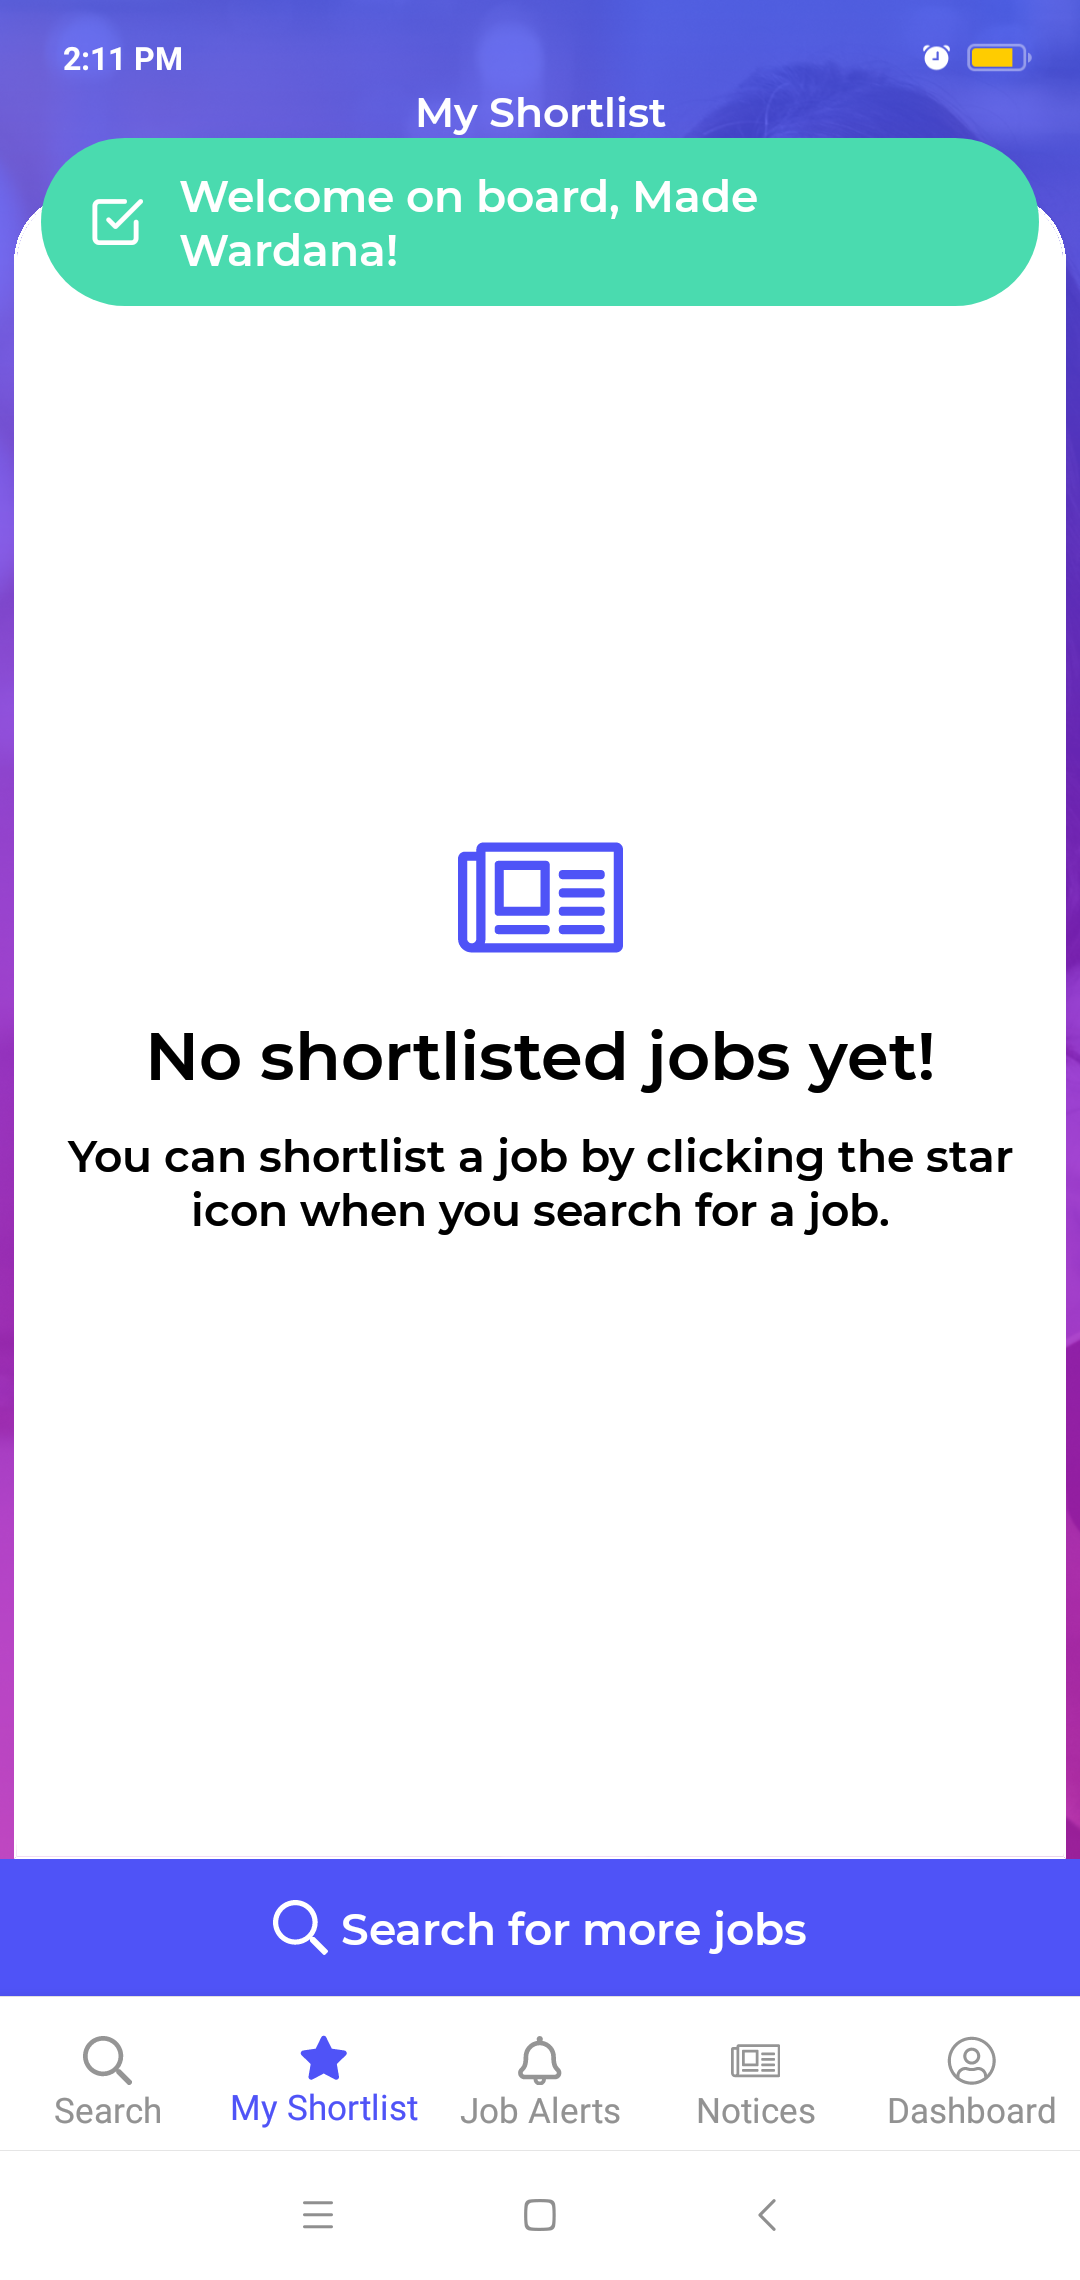 2:11 PM
My Shortlist
Welcome on board, Made
Wardana!
No shortlisted jobs yet!
You can shortlist a job by clicking the star
icon when you search for a job.
Search for more jobs
Search
My Shortlist
Job Alerts
Notices
Dashboard